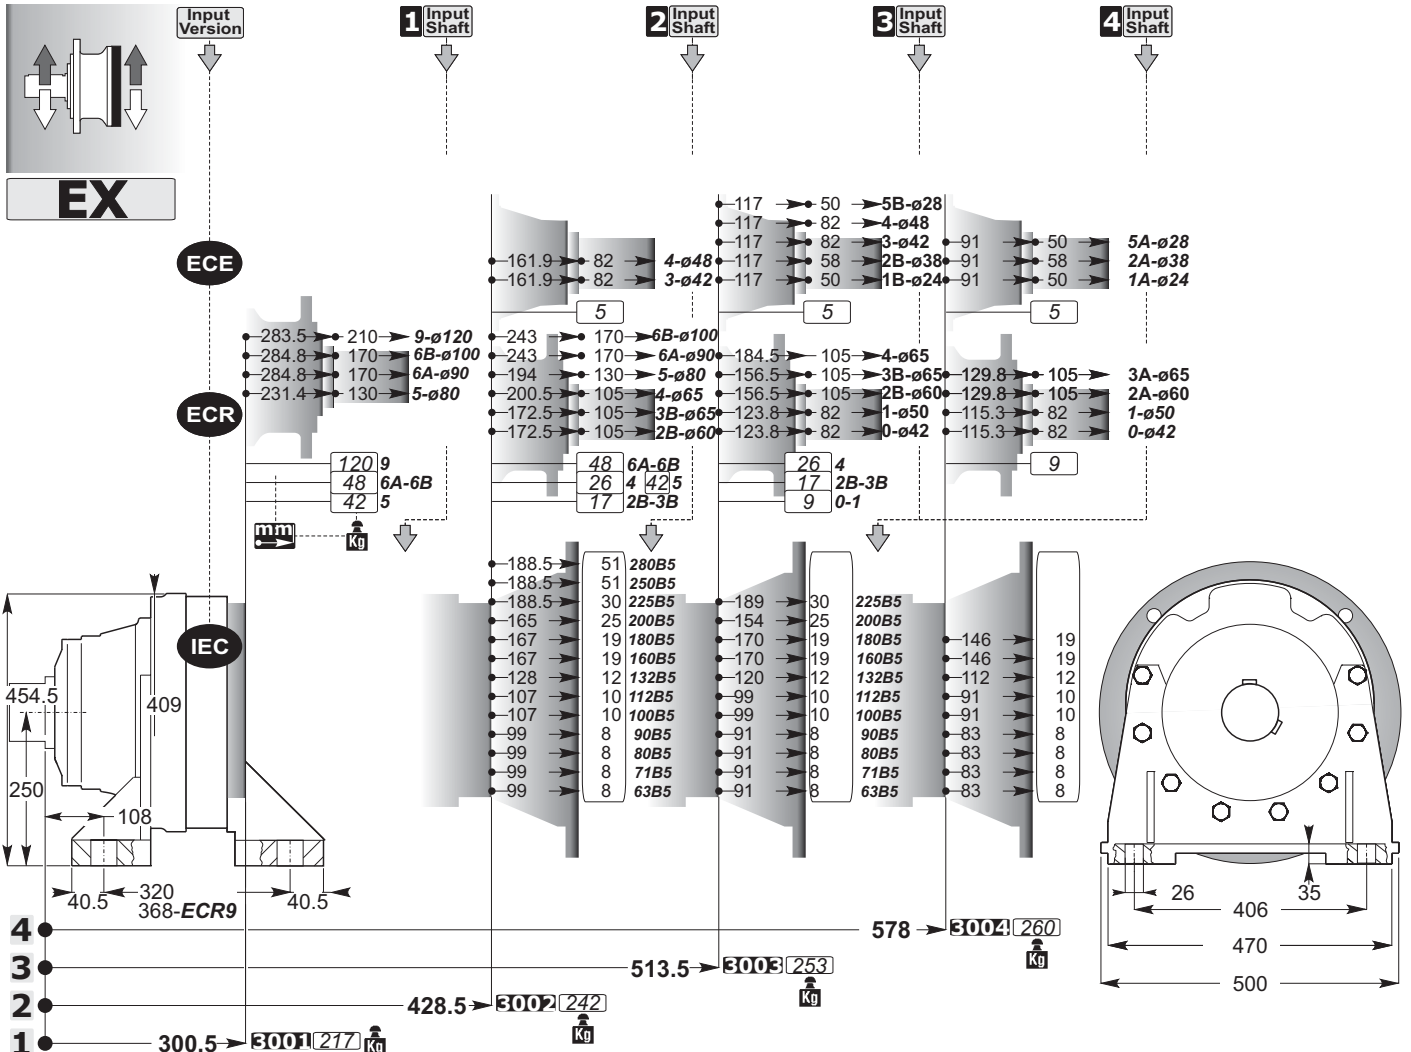 Input
Version
1 Input
Shaft
2 Input
Shaft
3 Input
Shaft
4 Input
Shaft
EX
ECE
161.9 82 4-ø48
161.9 82 3-ø42
5
117 50 5B-ø28
117 82 4-ø48
117 82 3-ø42
117 58 2B-ø38
117 50 1B-ø24
5
91 50 5A-ø28
91 58 2A-ø38
91 50 1A-ø24
5
ECR
283.5 210 9-ø120
284.8 170 6B-ø100
284.8 170 6A-ø90
231.4 130 5-ø80
120 9
48 6A-6B
42 5
mm
Kg
243 170 6B-ø100
243 170 6A-ø90
194 130 5-ø80
200.5 105 4-ø65
172.5 105 3B-ø65
172.5 105 2B-ø60
48 6A-6B
26 4 42 5
17 2B-3B
184.5 105 4-ø65
156.5 105 3B-ø65
156.5 105 2B-ø60
123.8 82 1-ø50
123.8 82 0-ø42
26 4
17 2B-3B
9 0-1
129.8 105 3A-ø65
129.8 105 2A-ø60
115.3 82 1-ø50
115.3 82 0-ø42
9
IEC
188.5 51 280B5
188.5 51 250B5
188.5 30 225B5 189 30 225B5
165 25 200B5 154 25 200B5
167 19 180B5 170 19 180B5 146 19
167 19 160B5 170 19 160B5 146 19
128 12 132B5 120 12 132B5 112 12
107 10 112B5 99 10 112B5 91 10
107 10 100B5 99 10 100B5 91 10
99 8 90B5 91 8 90B5 83 8
99 8 80B5 91 8 80B5 83 8
99 8 71B5 91 8 71B5 83 8
99 8 63B5 91 8 63B5 83 8
454.5
409
250
108
40.5 320 40.5
368-ECR9
26 35
406
470
500
4 578 3004 260
Kg
3 513.5 3003 253
Kg
2 428.5 3002 242
Kg
1 300.5 3001 217 Kg